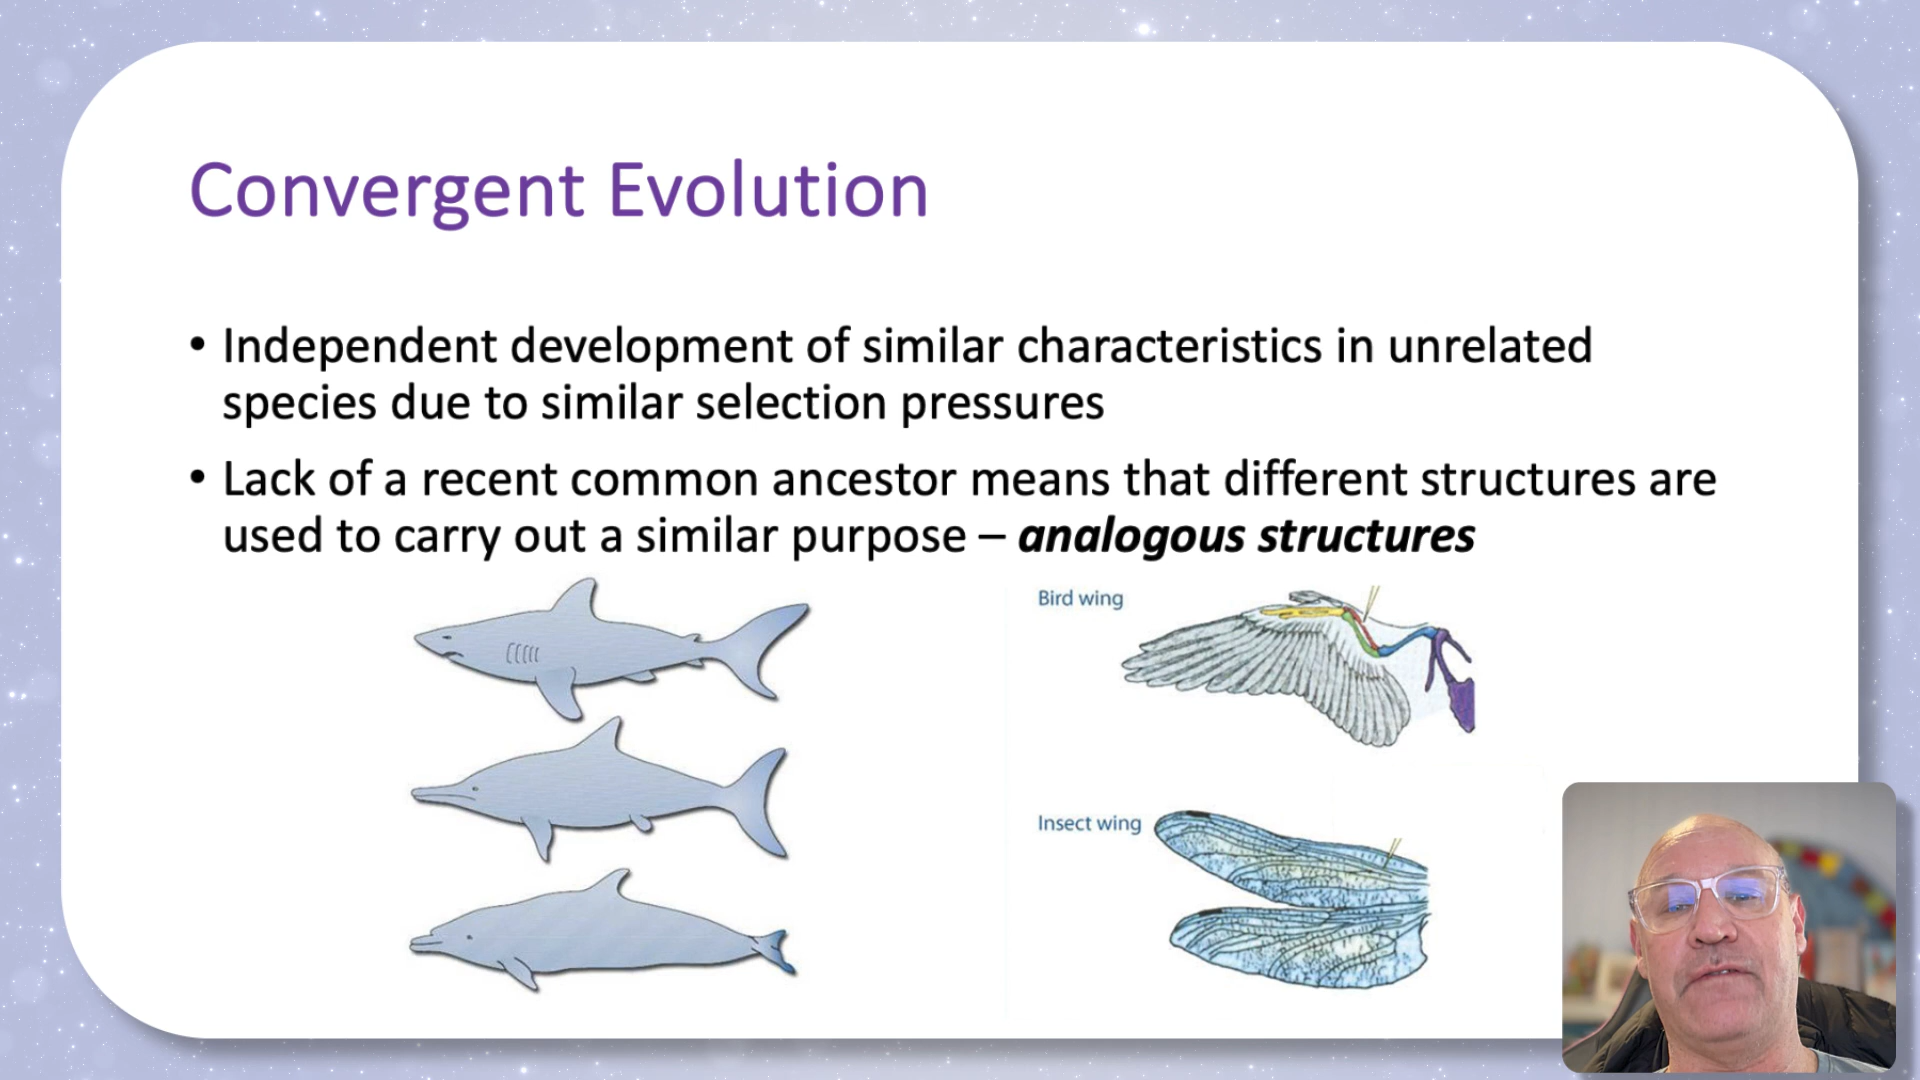 Convergent Evolution
• Independent development of similar characteristics in unrelated
species due to similar selection pressures
• Lack of a recent common ancestor means that different structures are
used to carry out a similar purpose – analogous structures
Bird wing
Insect wing